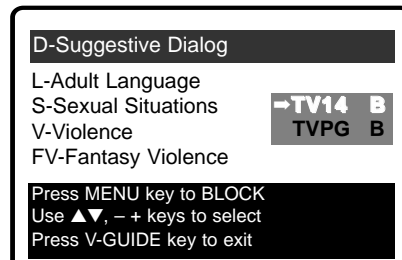 D-Suggestive Dialog
L-Adult Language
S-Sexual Situations ➡TV14 B
V-Violence TVPG B
FV-Fantasy Violence
Press MENU key to BLOCK
Use ▲▼, – + keys to select
Press V-GUIDE key to exit